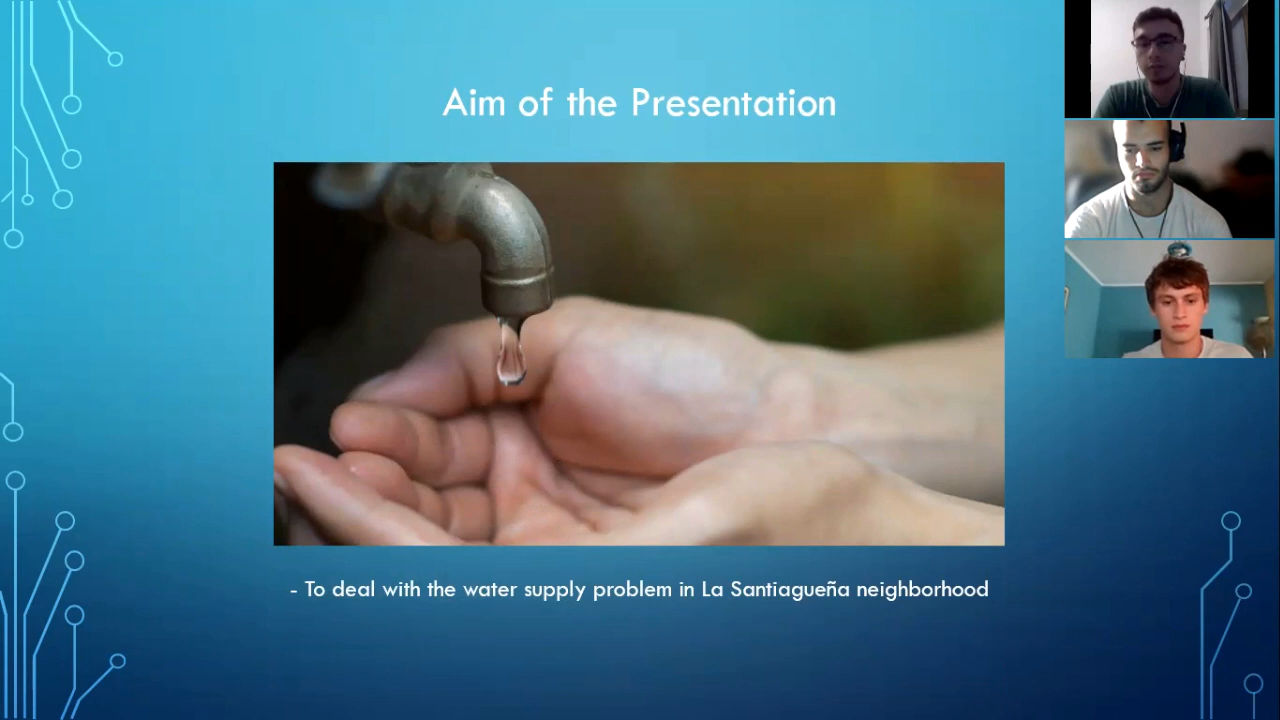 Aim of the Presentation
- To deal with the water supply problem in La Santiagueña neighborhood